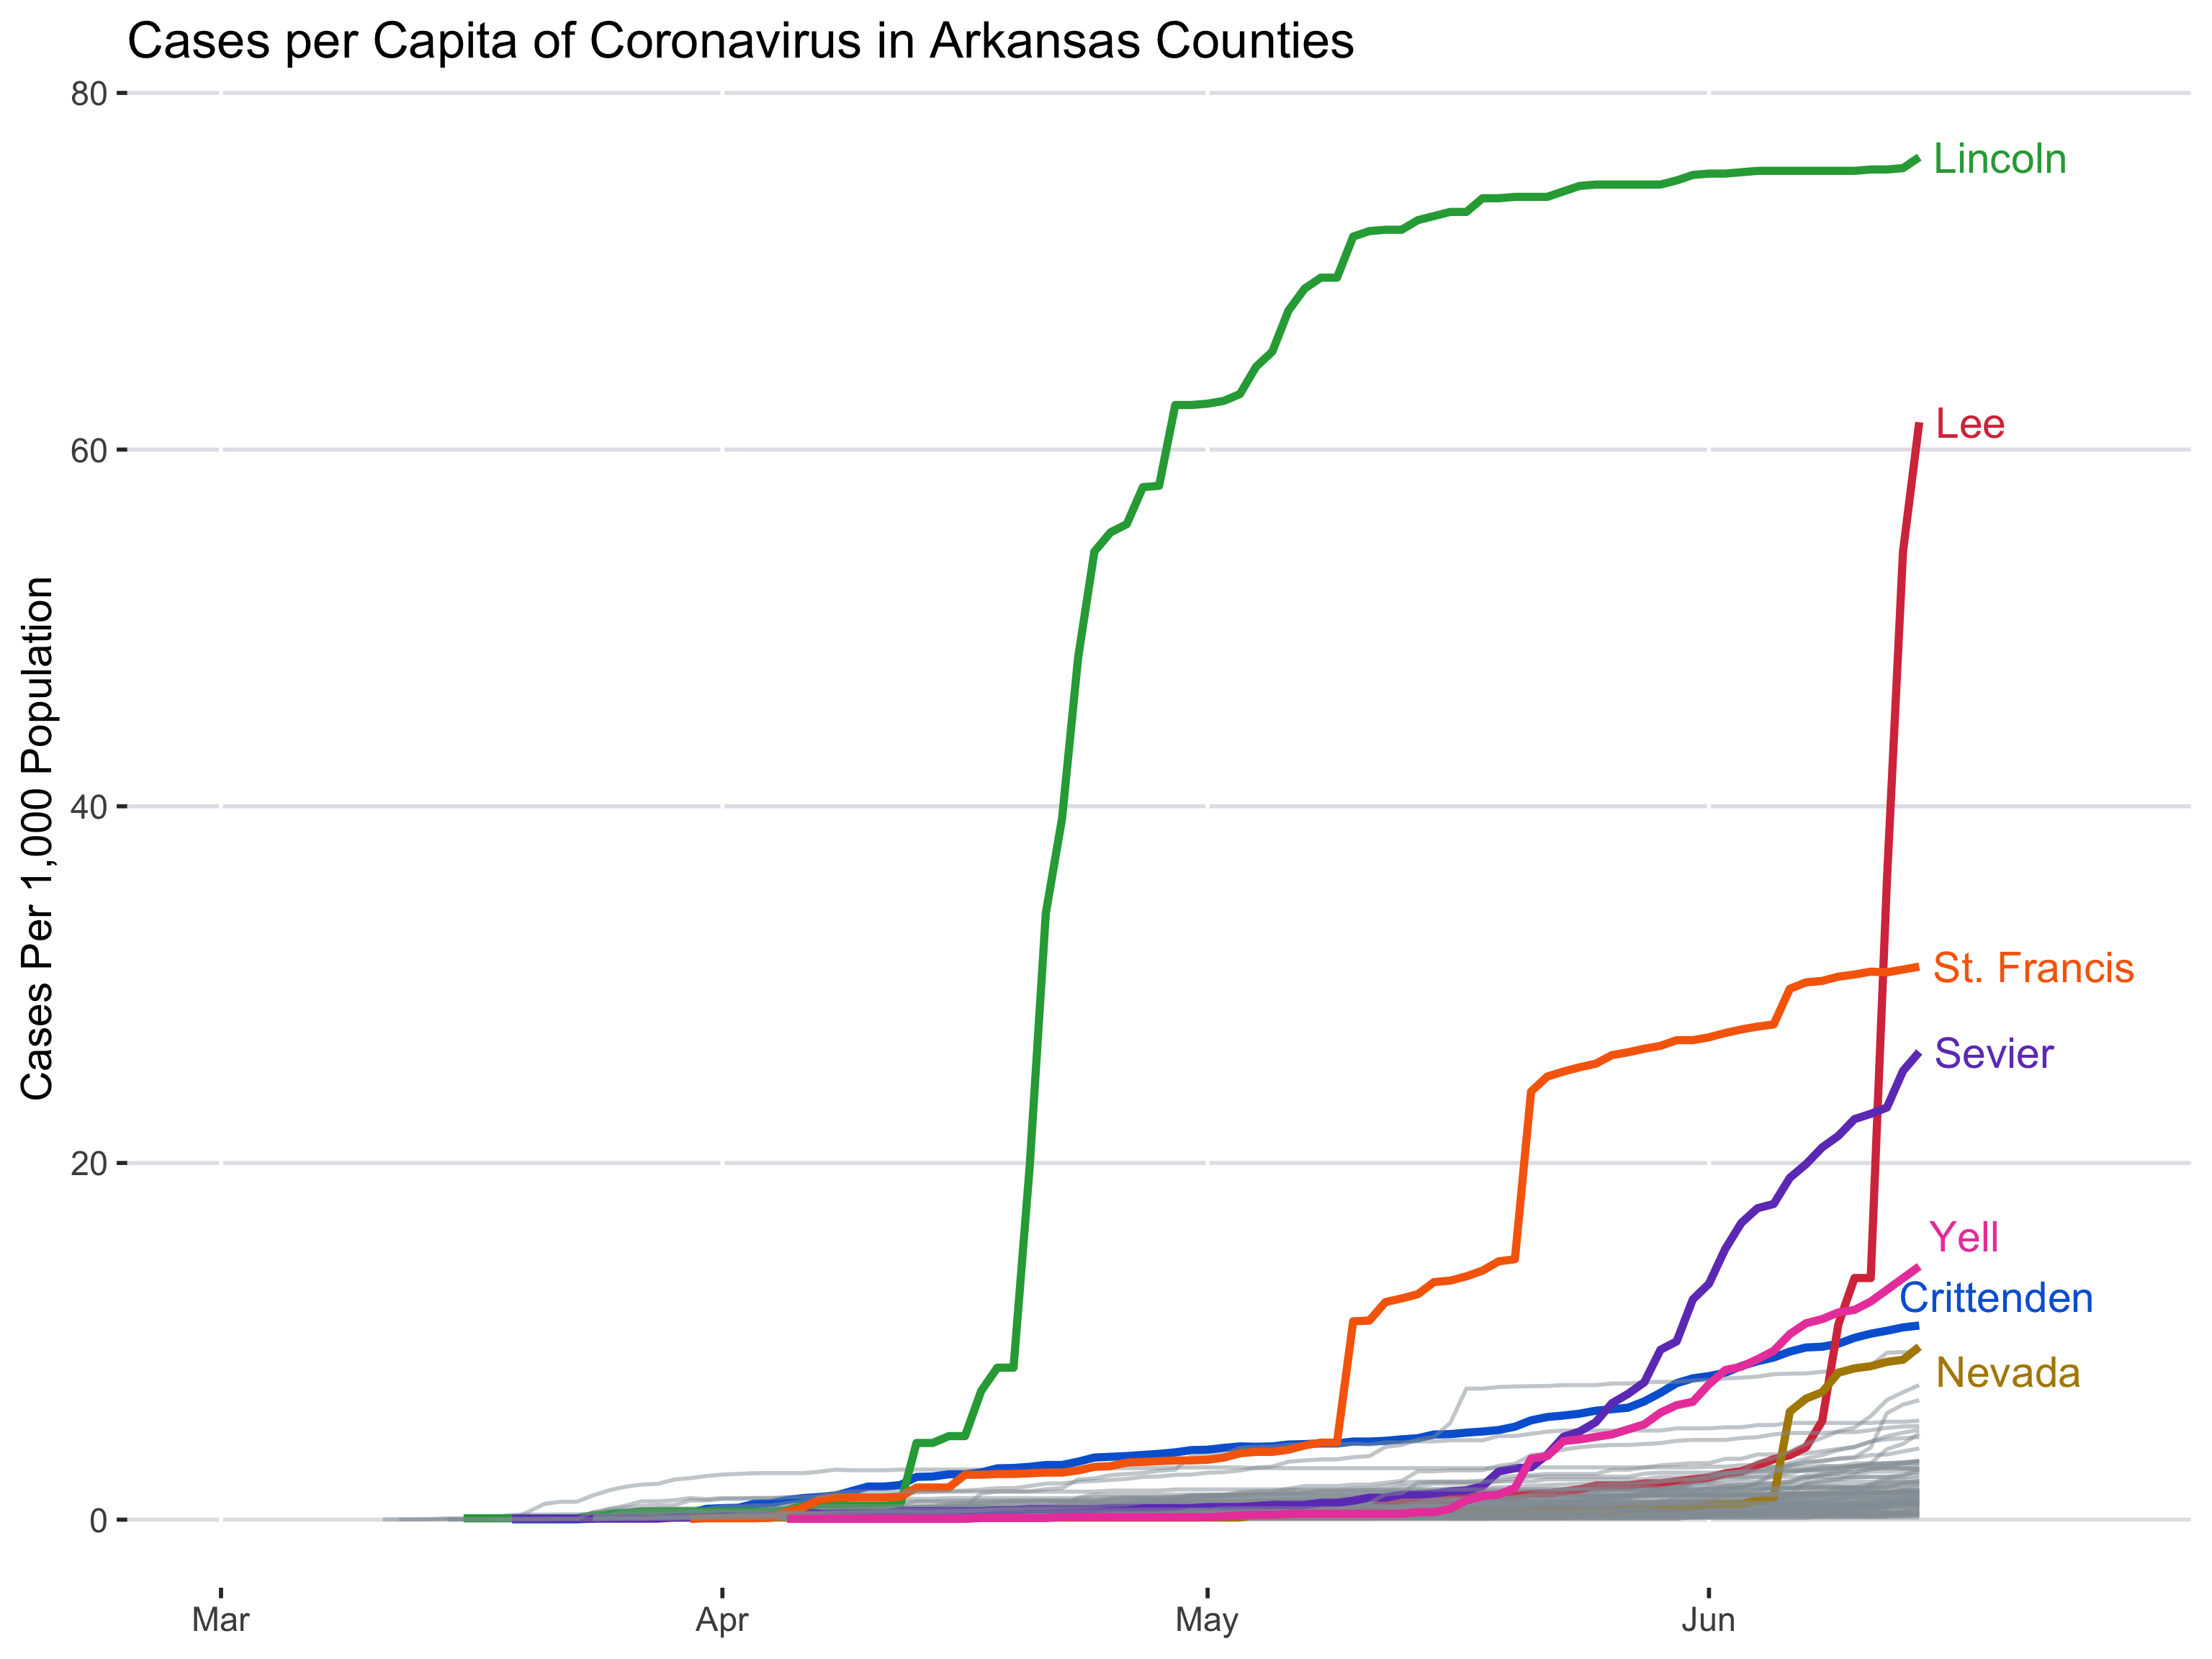 Cases per Capita of Coronavirus in Arkansas Counties
Cases Per 1,000 Population
80
60
40
20
0
Lincoln
Lee
St. Francis
Sevier
Yell
Crittenden
Nevada
Mar Apr May Jun